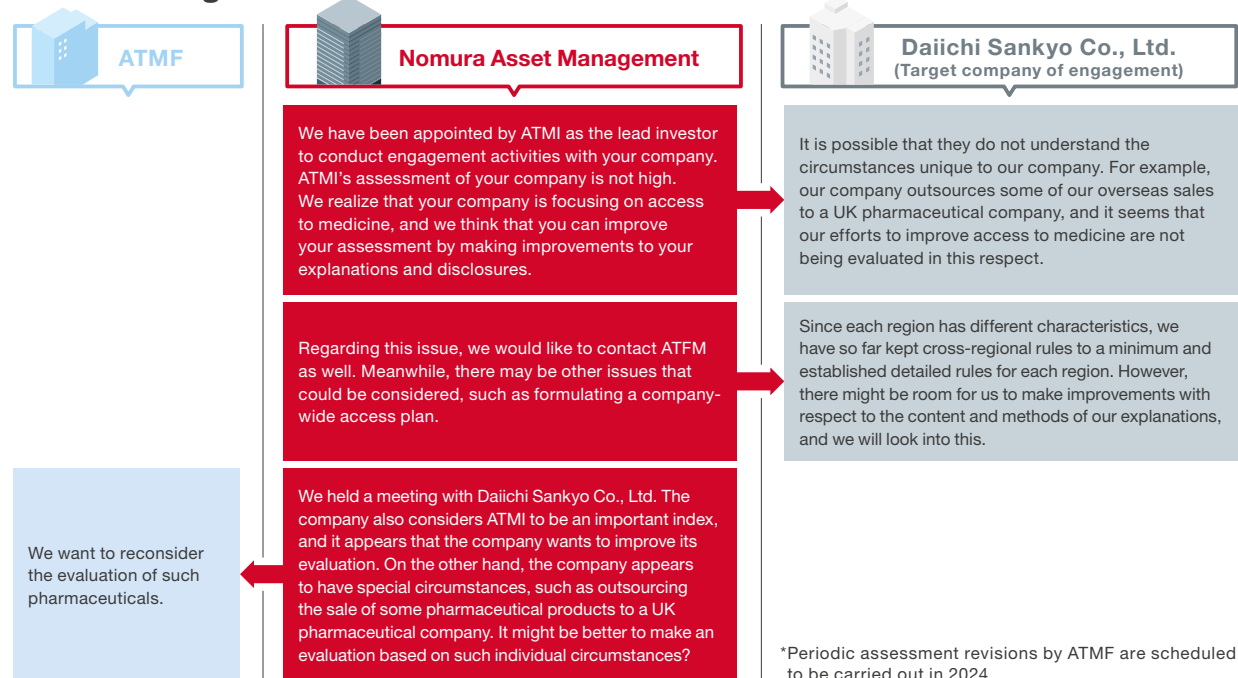 ATMF
Nomura Asset Management
Daiichi Sankyo Co., Ltd.
(Target company of engagement)
We have been appointed by ATMI as the lead investor
to conduct engagement activities with your company.
ATMI's assessment of your company is not high.
We realize that your company is focusing on access
to medicine, and we think that you can improve
your assessment by making improvements to your
explanations and disclosures.
It is possible that they do not understand the
circumstances unique to our company. For example,
our company outsources some of our overseas sales
to a UK pharmaceutical company, and it seems that
our efforts to improve access to medicine are not
being evaluated in this respect.
Regarding this issue, we would like to contact ATFM
as well. Meanwhile, there may be other issues that
could be considered, such as formulating a company-
wide access plan.
Since each region has different characteristics, we
have so far kept cross-regional rules to a minimum and
established detailed rules for each region. However,
there might be room for us to make improvements with
respect to the content and methods of our explanations,
and we will look into this.
We held a meeting with Daiichi Sankyo Co., Ltd. The
company also considers ATMI to be an important index,
and it appears that the company wants to improve its
evaluation. On the other hand, the company appears
to have special circumstances, such as outsourcing
the sale of some pharmaceutical products to a UK
pharmaceutical company. It might be better to make an
evaluation based on such individual circumstances?
We want to reconsider
the evaluation of such
pharmaceuticals.
*Periodic assessment revisions by ATMF are scheduled
to be carried out in 2024